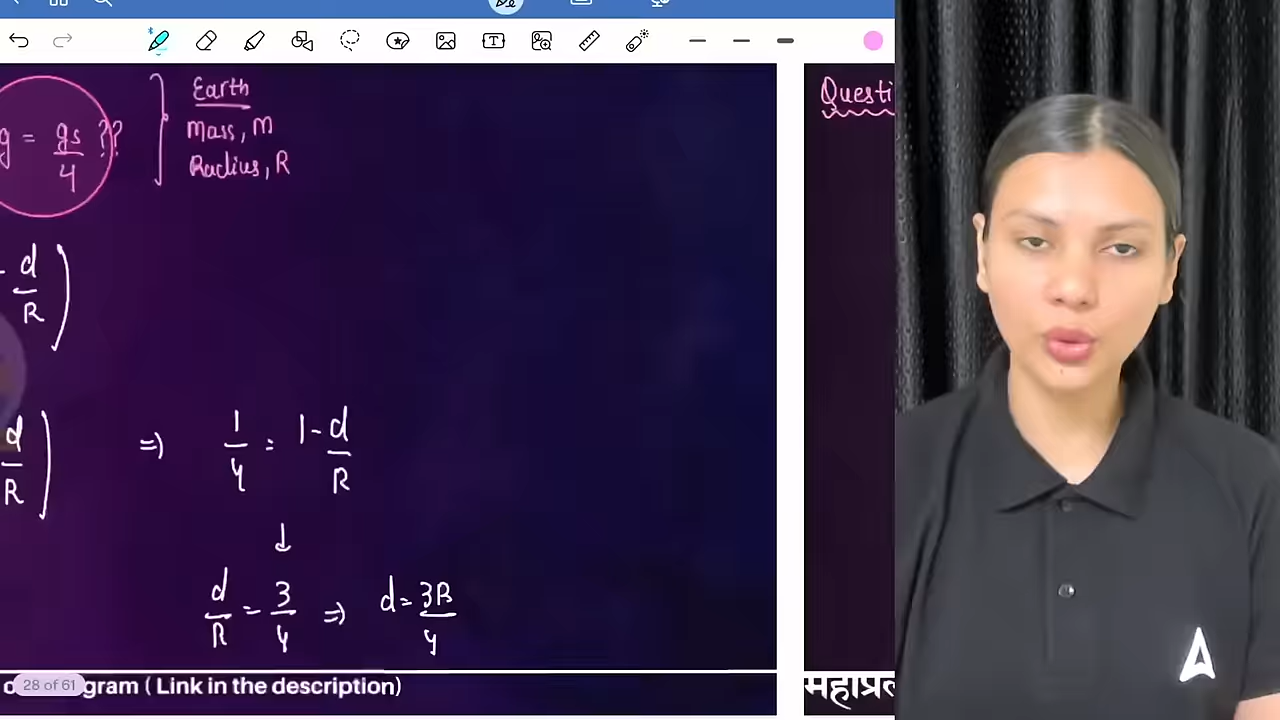 Earth
g = gs/4 ??
Mass, M
Radius, R
- d/R )
d/R ) => 1/4 = 1 - d/R
↓
d/R = 3/4 => d = 3R/4
28 of 61
gram ( Link in the description)
Questi
महाप्रल